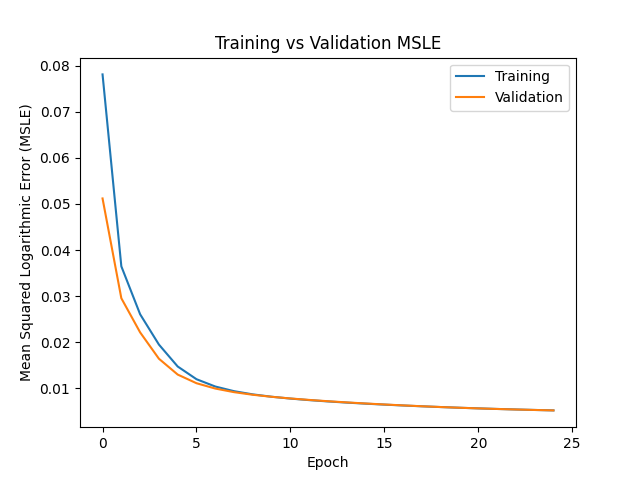 Training vs Validation MSLE
Training
Validation
Mean Squared Logarithmic Error (MSLE)
0.08
0.07
0.06
0.05
0.04
0.03
0.02
0.01
0
5
10
15
20
25
Epoch